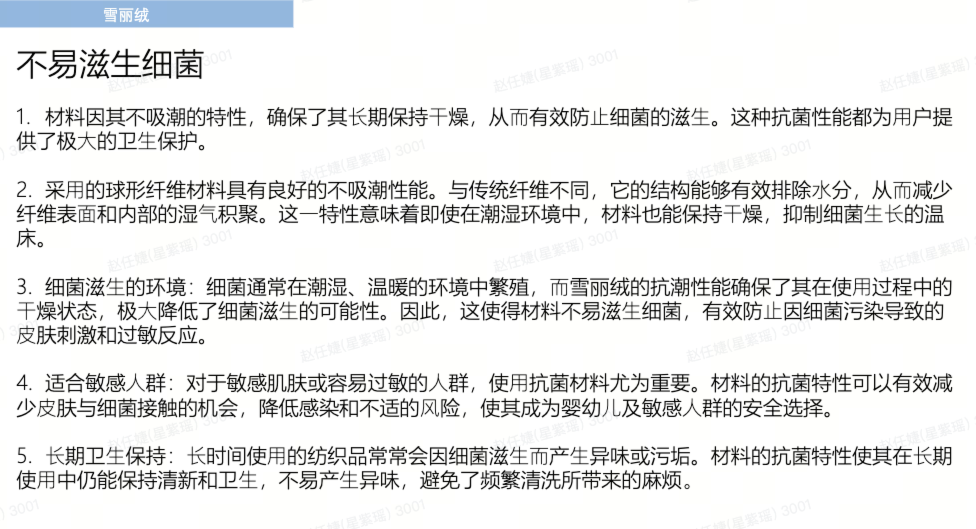 雪丽绒
不易滋生细菌
1. 材料因其不吸潮的特性，确保了其长期保持干燥，从而有效防止细菌的滋生。这种抗菌性能都为用户提
供了极大的卫生保护。
2. 采用的球形纤维材料具有良好的不吸潮性能。与传统纤维不同，它的结构能够有效排除水分，从而减少
纤维表面和内部的湿气积聚。这一特性意味着即使在潮湿环境中，材料也能保持干燥，抑制细菌生长的温
床。
3. 细菌滋生的环境：细菌通常在潮湿、温暖的环境中繁殖，而雪丽绒的抗潮性能确保了其在使用过程中的
干燥状态，极大降低了细菌滋生的可能性。因此，这使得材料不易滋生细菌，有效防止因细菌污染导致的
皮肤刺激和过敏反应。
4. 适合敏感人群：对于敏感肌肤或容易过敏的人群，使用抗菌材料尤为重要。材料的抗菌特性可以有效减
少皮肤与细菌接触的机会，降低感染和不适的风险，使其成为婴幼儿及敏感人群的安全选择。
5. 长期卫生保持：长时间使用的纺织品常常会因细菌滋生而产生异味或污垢。材料的抗菌特性使其在长期
使用中仍能保持清新和卫生，不易产生异味，避免了频繁清洗所带来的麻烦。
赵任婕(星紫瑶) 3001